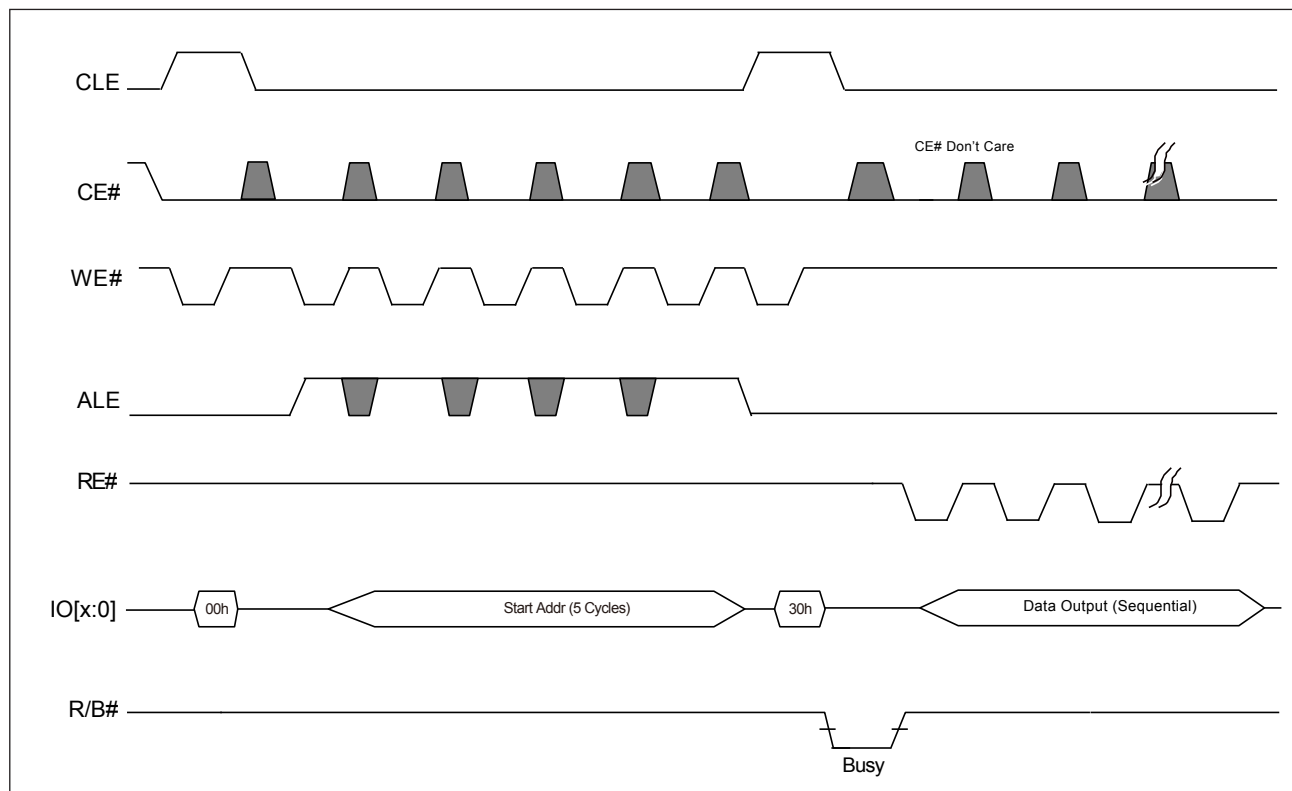 CLE
CE# Don't Care
CE#
WE#
ALE
RE#
IO[x:0]
00h
Start Addr (5 Cycles)
30h
Data Output (Sequential)
R/B#
Busy